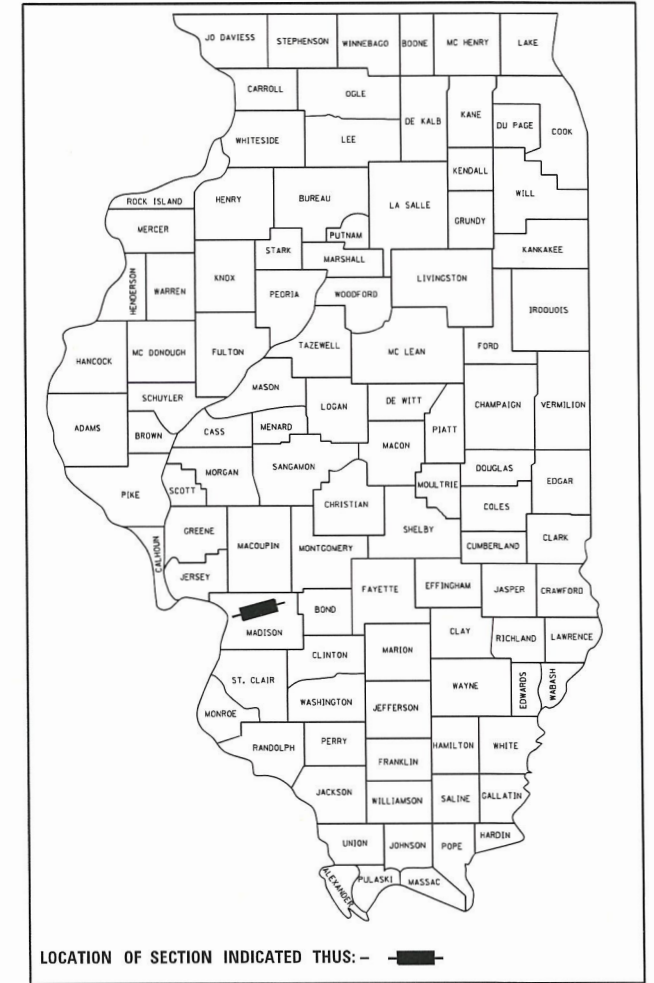 JO DAVIESS STEPHENSON WINNEBAGO BOONE MC HENRY LAKE
CARROLL OGLE DE KALB KANE DU PAGE COOK
WHITESIDE LEE
KENDALL
WILL
ROCK ISLAND HENRY BUREAU LA SALLE GRUNDY
MERCER PUTNAM
STARK MARSHALL KANKAKEE
HENDERSON WARREN KNOX PEORIA WOODFORD LIVINGSTON
IROQUOIS
HANCOCK MC DONOUGH FULTON TAZEWELL MC LEAN FORD
MASON
SCHUYLER LOGAN DE WITT CHAMPAIGN VERMILION
ADAMS BROWN CASS MENARD MACON PIATT
MORGAN SANGAMON DOUGLAS
PIKE SCOTT CHRISTIAN MOULTRIE COLES EDGAR
GREENE SHELBY
CALHOUN MACOUPIN MONTGOMERY CUMBERLAND CLARK
JERSEY FAYETTE EFFINGHAM JASPER CRAWFORD
BOND
MADISON CLAY RICHLAND LAWRENCE
CLINTON MARION
ST. CLAIR WAYNE EDWARDS WABASH
WASHINGTON JEFFERSON
MONROE
RANDOLPH PERRY HAMILTON WHITE
FRANKLIN
JACKSON WILLIAMSON SALINE GALLATIN
HARDIN
UNION JOHNSON POPE
ALEXANDER PULASKI MASSAC
LOCATION OF SECTION INDICATED THUS: –